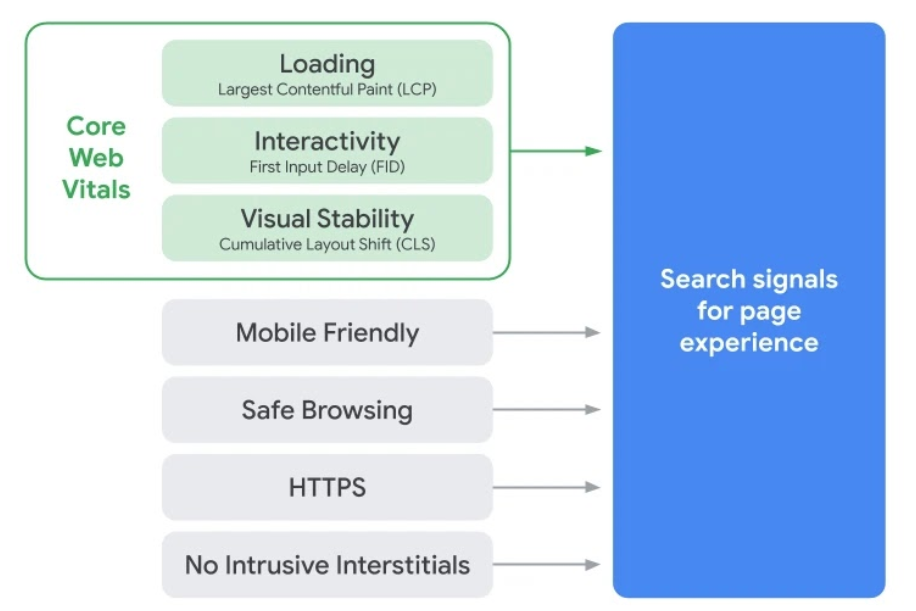 Core
Web
Vitals
Loading
Largest Contentful Paint (LCP)
Interactivity
First Input Delay (FID)
Visual Stability
Cumulative Layout Shift (CLS)
Mobile Friendly
Safe Browsing
HTTPS
No Intrusive Interstitials
Search signals
for page
experience